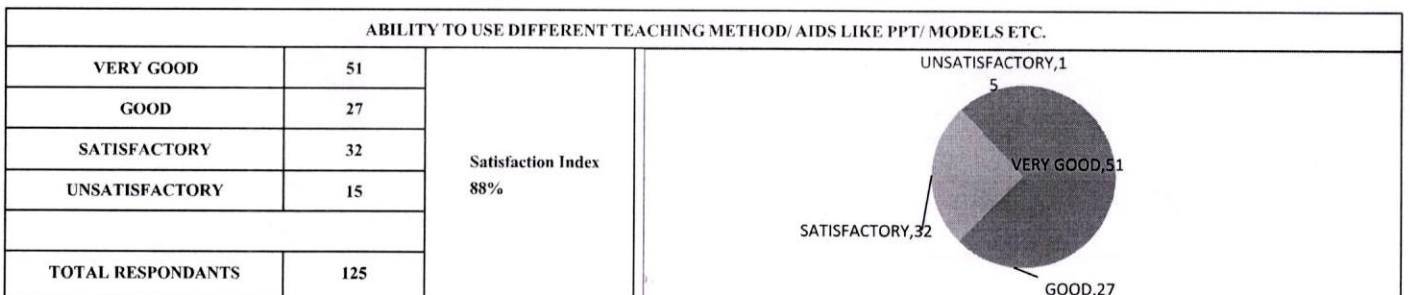 ABILITY TO USE DIFFERENT TEACHING METHOD/ AIDS LIKE PPT/ MODELS ETC.
VERY GOOD 51
GOOD 27
SATISFACTORY 32
UNSATISFACTORY 15
TOTAL RESPONDANTS 125
Satisfaction Index
88%
UNSATISFACTORY,1
5
VERY GOOD,51
SATISFACTORY,32
GOOD,27